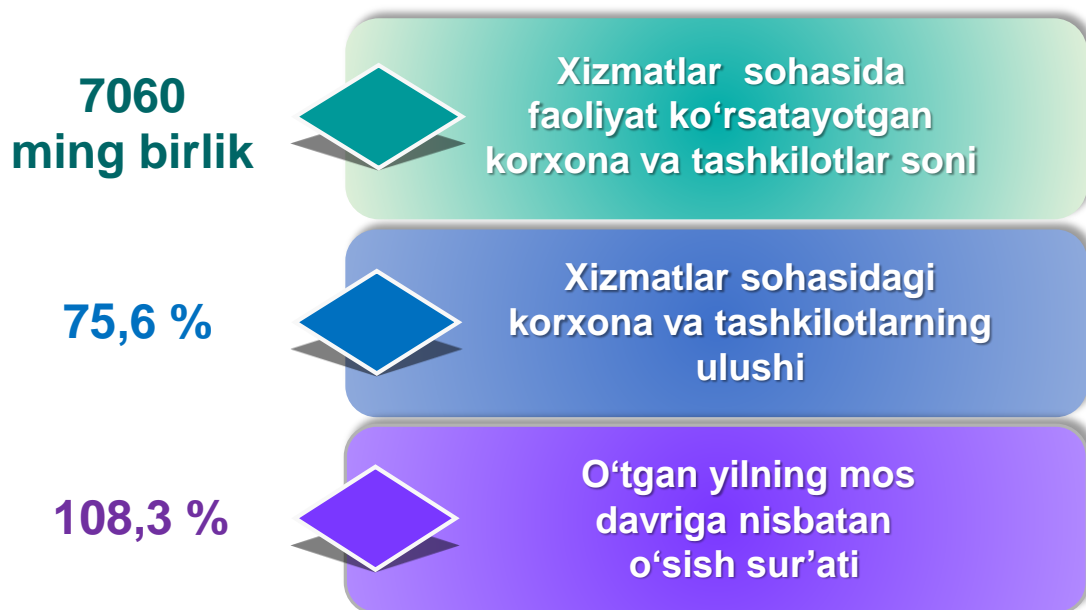 7060
ming birlik
Xizmatlar sohasida
faoliyat ko‘rsatayotgan
korxona va tashkilotlar soni
75,6 %
Xizmatlar sohasidagi
korxona va tashkilotlarning
ulushi
108,3 %
O‘tgan yilning mos
davriga nisbatan
o‘sish sur’ati